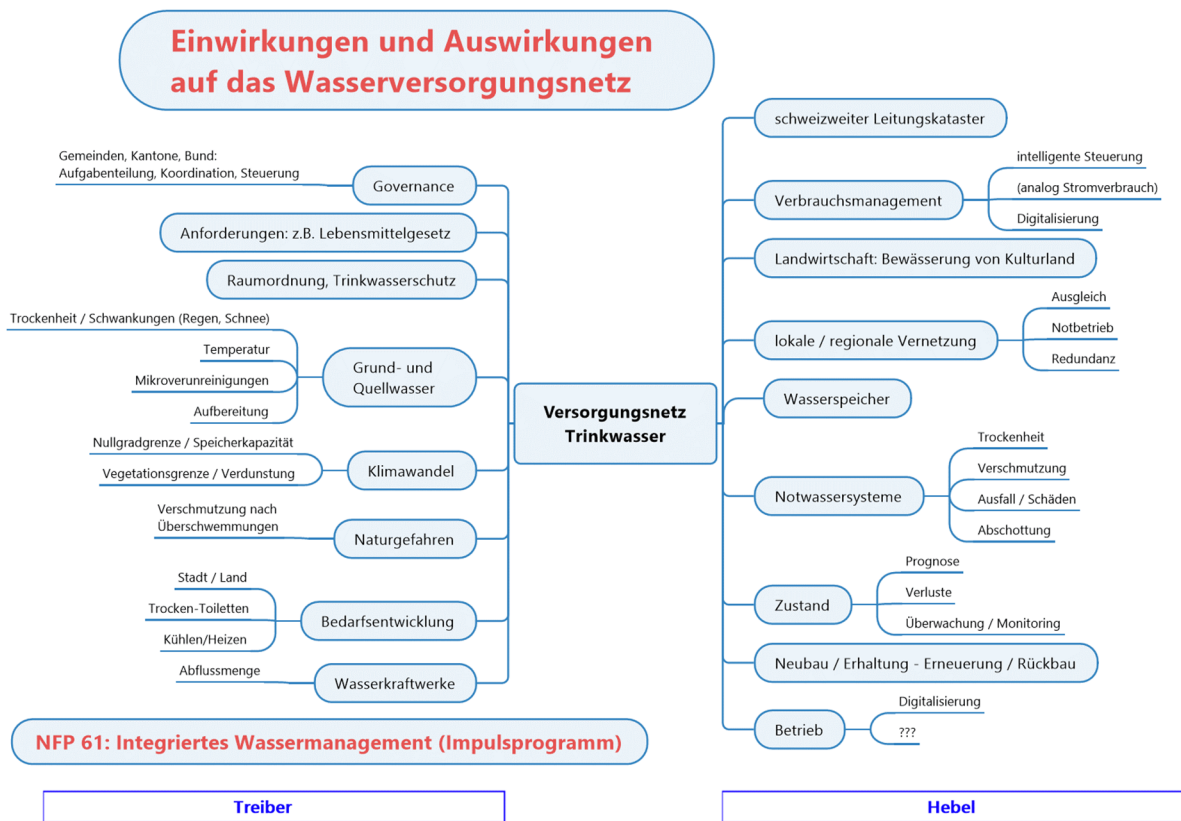 Einwirkungen und Auswirkungen
auf das Wasserversorgungsnetz
Gemeinden, Kantone, Bund:
Aufgabenteilung, Koordination, Steuerung
Governance
Anforderungen: z.B. Lebensmittelgesetz
Raumordnung, Trinkwasserschutz
Trockenheit / Schwankungen (Regen, Schnee)
Temperatur
Mikroverunreinigungen
Aufbereitung
Grund- und
Quellwasser
Nullgradgrenze / Speicherkapazität
Vegetationsgrenze / Verdunstung
Klimawandel
Verschmutzung nach
Überschwemmungen
Naturgefahren
Stadt / Land
Trocken-Toiletten
Kühlen/Heizen
Bedarfsentwicklung
Abflussmenge
Wasserkraftwerke
Versorgungsnetz
Trinkwasser
schweizweiter Leitungskataster
Verbrauchsmanagement
intelligente Steuerung
(analog Stromverbrauch)
Digitalisierung
Landwirtschaft: Bewässerung von Kulturland
lokale / regionale Vernetzung
Ausgleich
Notbetrieb
Redundanz
Wasserspeicher
Notwassersysteme
Trockenheit
Verschmutzung
Ausfall / Schäden
Abschottung
Zustand
Prognose
Verluste
Überwachung / Monitoring
Neubau / Erhaltung - Erneuerung / Rückbau
Betrieb
Digitalisierung
???
NFP 61: Integriertes Wassermanagement (Impulsprogramm)
Treiber
Hebel